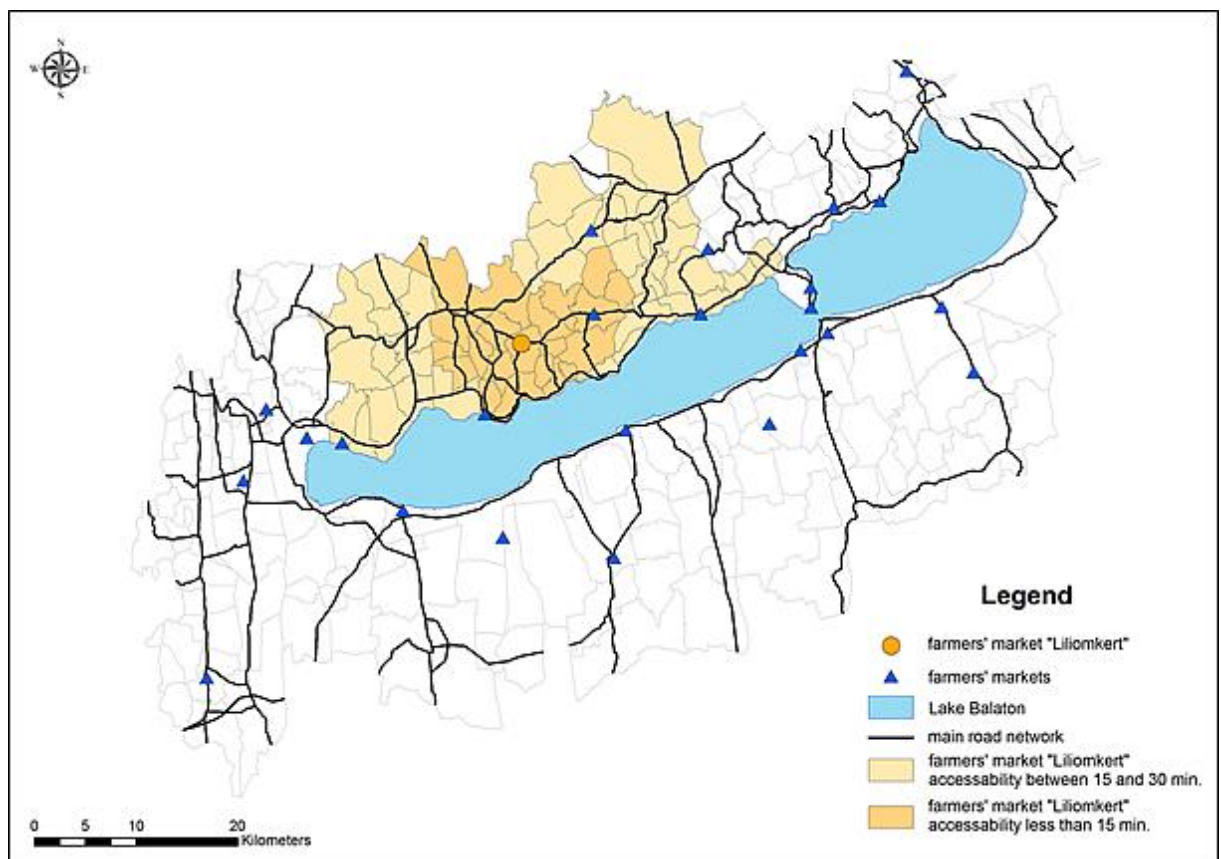 N
W E
S
Legend
farmers' market "Liliomkert"
farmers' markets
Lake Balaton
main road network
farmers' market "Liliomkert"
accessability between 15 and 30 min.
farmers' market "Liliomkert"
accessability less than 15 min.
0 5 10 20
Kilometers